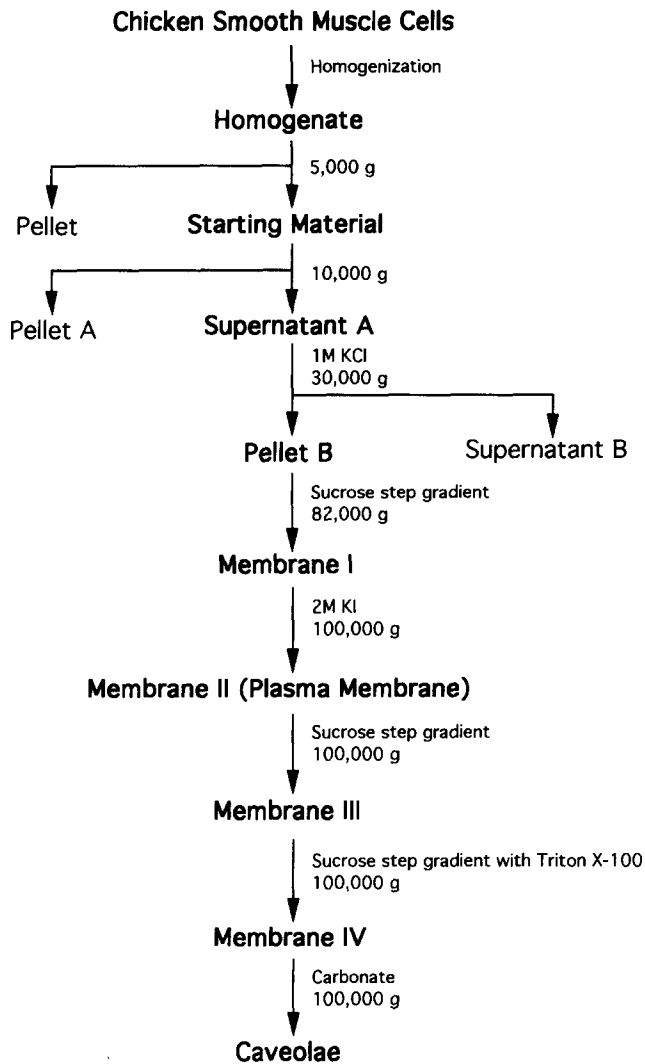 Chicken Smooth Muscle Cells
Homogenization
Homogenate
5,000 g
Pellet
Starting Material
10,000 g
Pellet A
Supernatant A
1M KCl
30,000 g
Pellet B
Supernatant B
Sucrose step gradient
82,000 g
Membrane I
2M KI
100,000 g
Membrane II (Plasma Membrane)
Sucrose step gradient
100,000 g
Membrane III
Sucrose step gradient with Triton X-100
100,000 g
Membrane IV
Carbonate
100,000 g
Caveolae